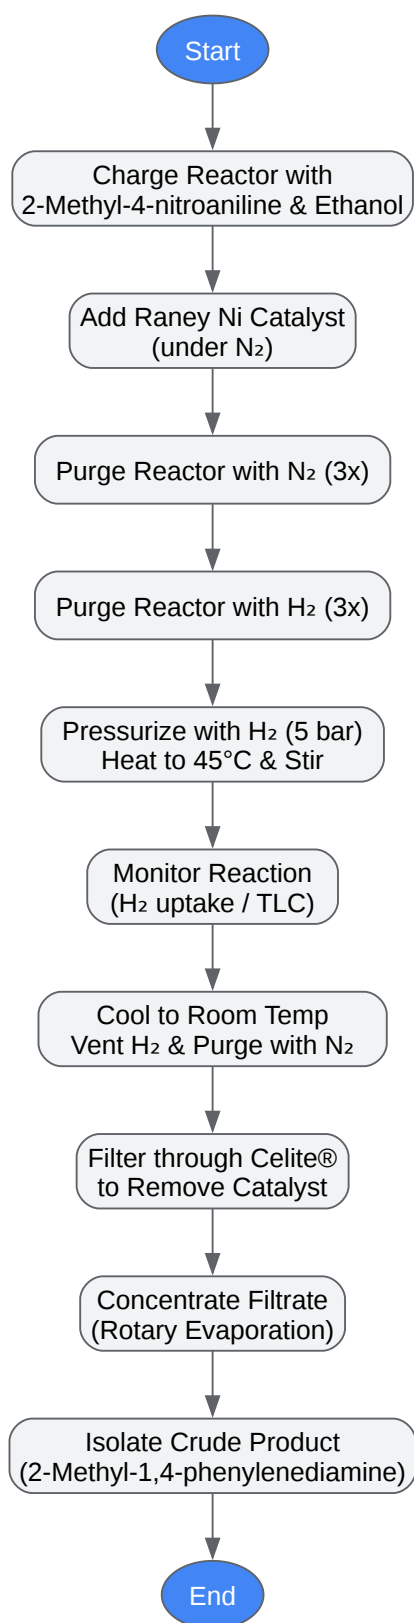 Start
Charge Reactor with
2-Methyl-4-nitroaniline & Ethanol
Add Raney Ni Catalyst
(under N₂)
Purge Reactor with N₂ (3x)
Purge Reactor with H₂ (3x)
Pressurize with H₂ (5 bar)
Heat to 45°C & Stir
Monitor Reaction
(H₂ uptake / TLC)
Cool to Room Temp
Vent H₂ & Purge with N₂
Filter through Celite®
to Remove Catalyst
Concentrate Filtrate
(Rotary Evaporation)
Isolate Crude Product
(2-Methyl-1,4-phenylenediamine)
End